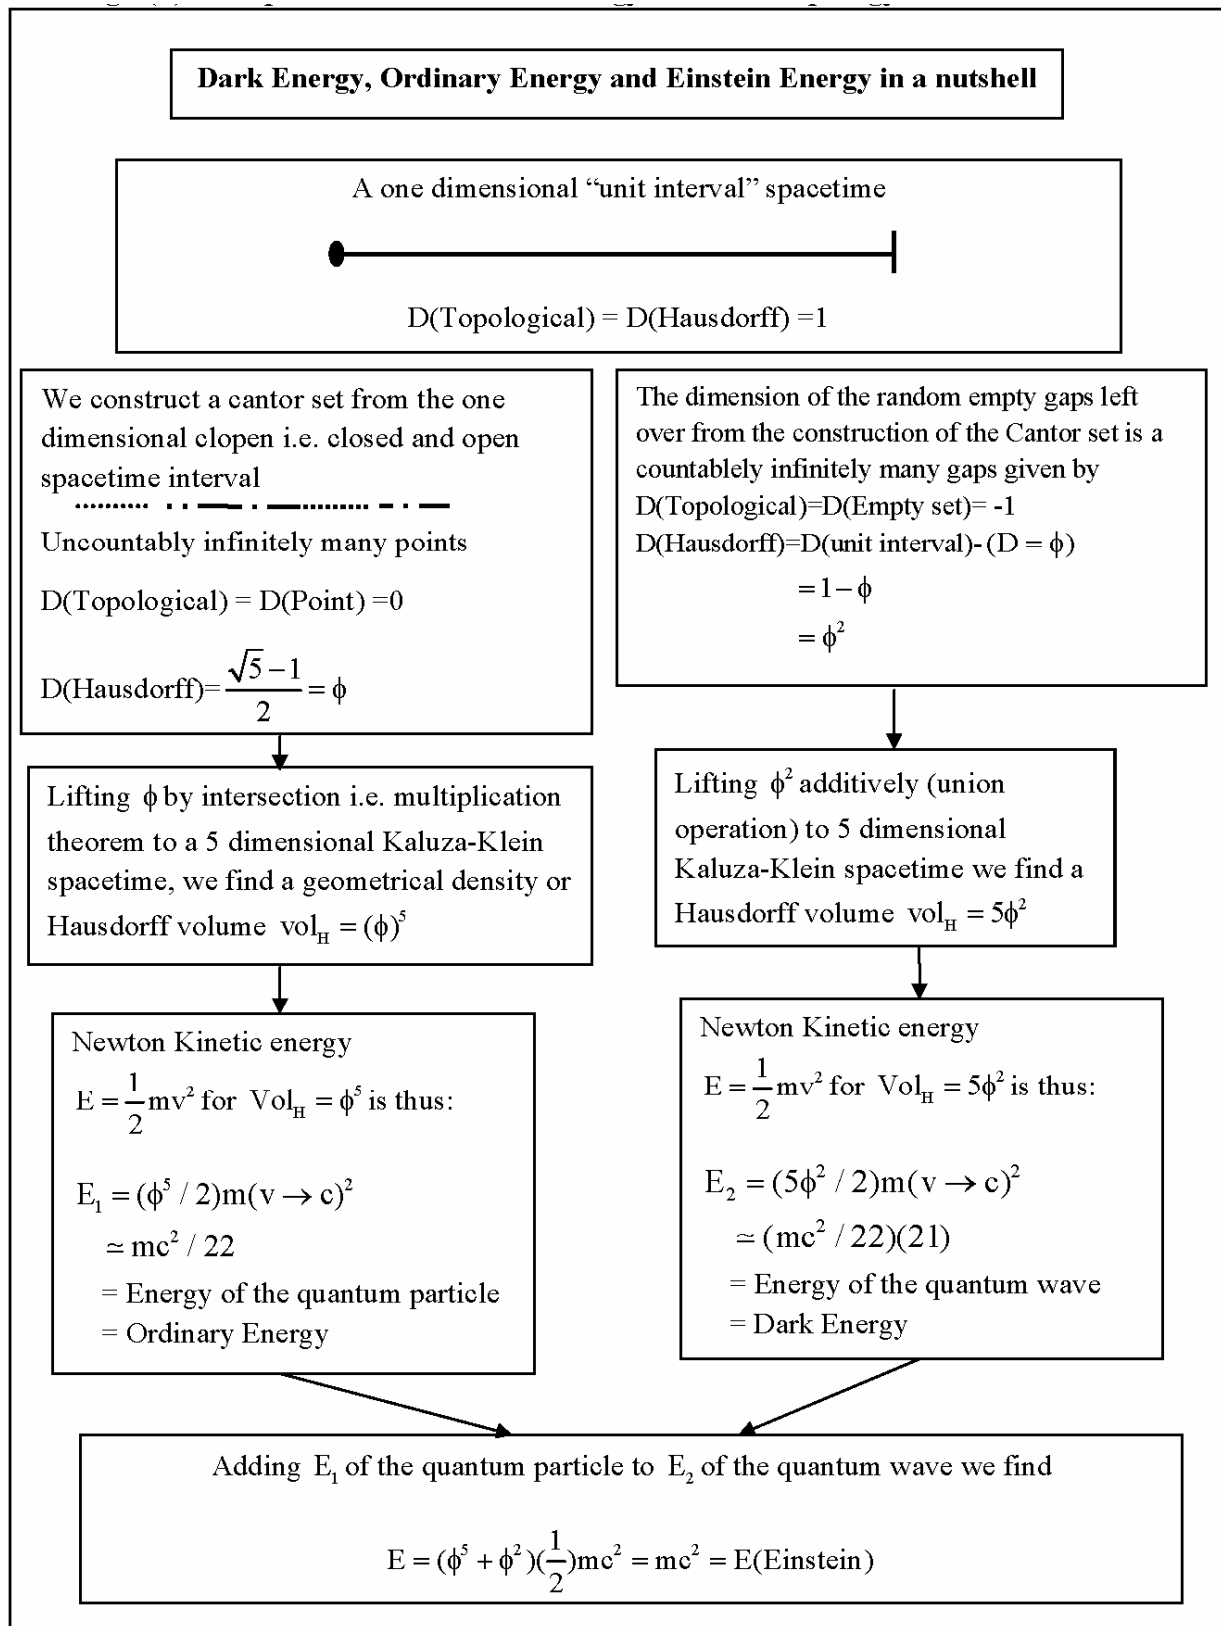 Dark Energy, Ordinary Energy and Einstein Energy in a nutshell
A one dimensional “unit interval” spacetime
D(Topological) = D(Hausdorff) =1
We construct a cantor set from the one
dimensional clopen i.e. closed and open
spacetime interval
Uncountably infinitely many points
D(Topological) = D(Point) =0
D(Hausdorff)= (√5 − 1)/2 = ϕ
The dimension of the random empty gaps left
over from the construction of the Cantor set is a
countablely infinitely many gaps given by
D(Topological)=D(Empty set)= -1
D(Hausdorff)=D(unit interval)- (D = ϕ)
= 1 − ϕ
= ϕ²
Lifting ϕ by intersection i.e. multiplication
theorem to a 5 dimensional Kaluza-Klein
spacetime, we find a geometrical density or
Hausdorff volume vol_H = (ϕ)⁵
Lifting ϕ² additively (union
operation) to 5 dimensional
Kaluza-Klein spacetime we find a
Hausdorff volume vol_H = 5ϕ²
Newton Kinetic energy
E = 1/2 mv² for Vol_H = ϕ⁵ is thus:
E₁ = (ϕ⁵ / 2)m(v → c)²
≃ mc² / 22
= Energy of the quantum particle
= Ordinary Energy
Newton Kinetic energy
E = 1/2 mv² for Vol_H = 5ϕ² is thus:
E₂ = (5ϕ² / 2)m(v → c)²
≃ (mc² / 22)(21)
= Energy of the quantum wave
= Dark Energy
Adding E₁ of the quantum particle to E₂ of the quantum wave we find
E = (ϕ⁵ + ϕ²)(1/2)mc² = mc² = E(Einstein)